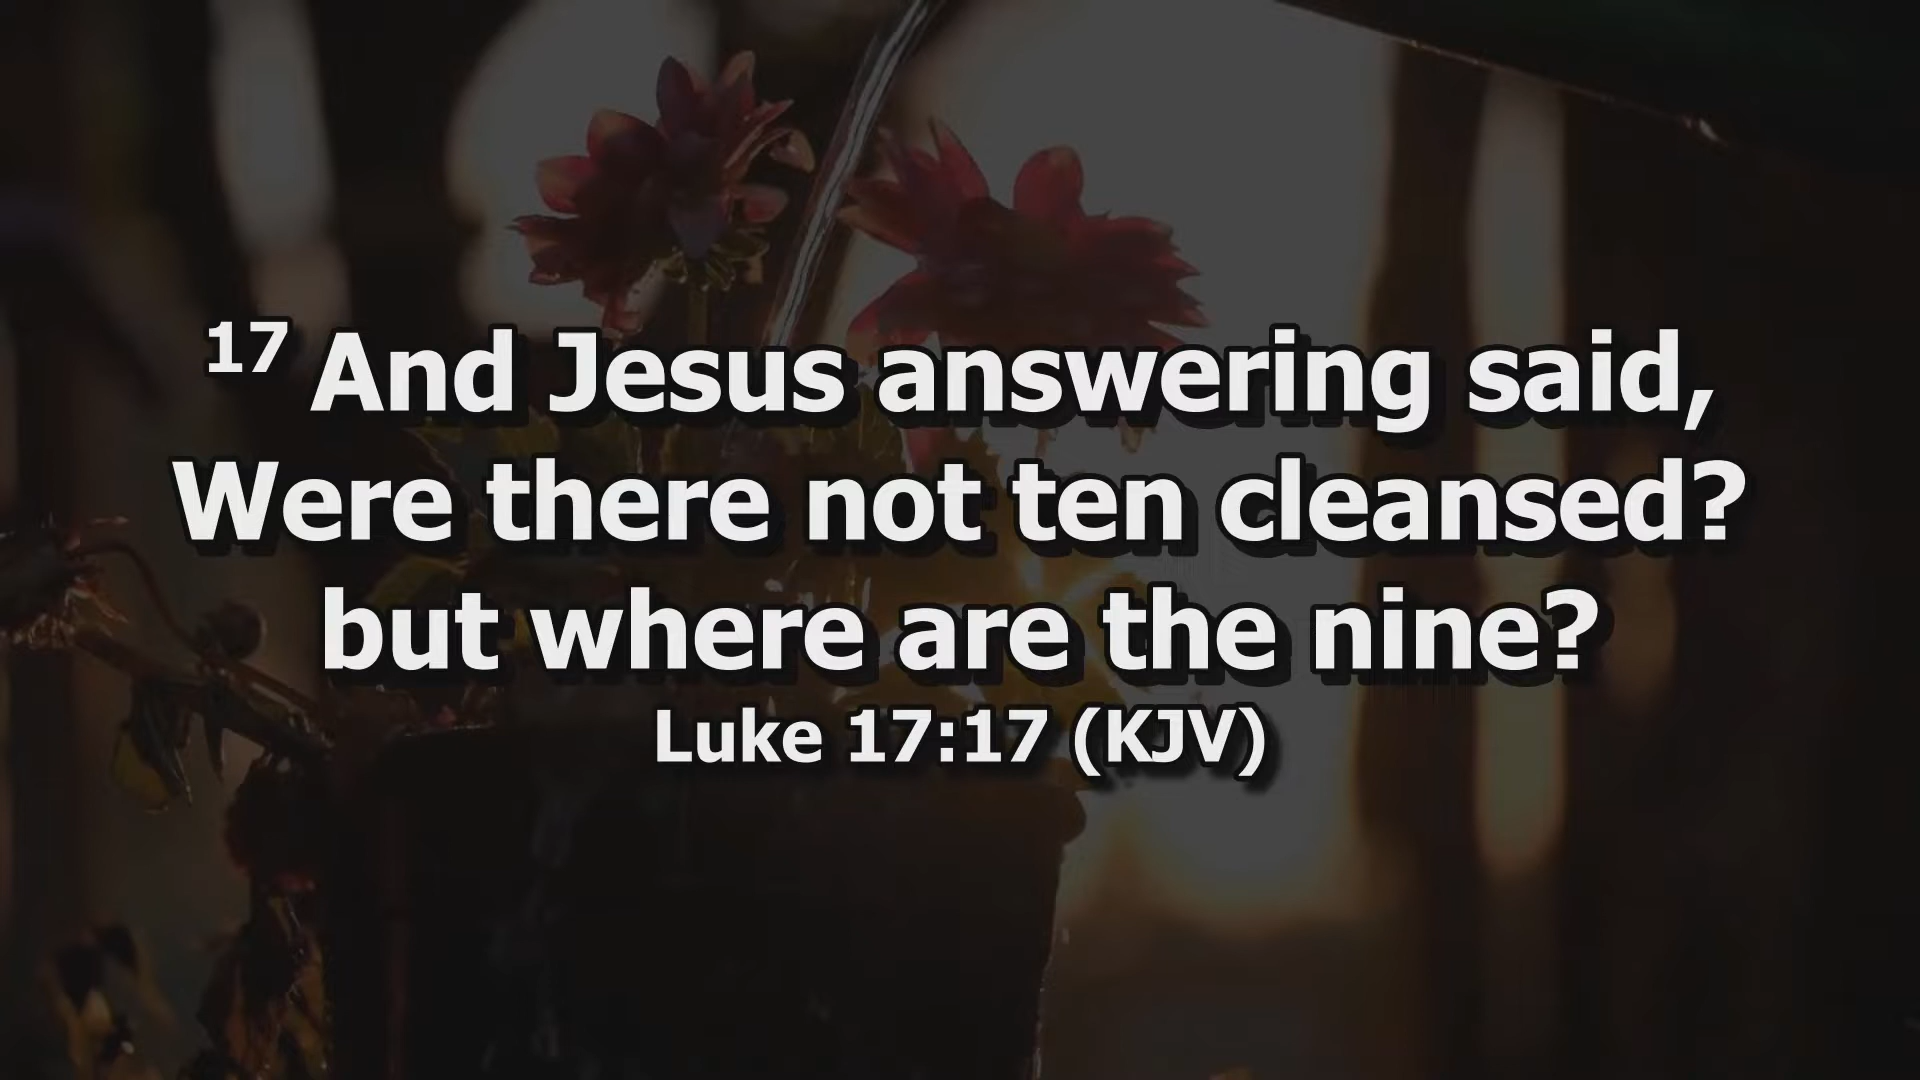 17 And Jesus answering said,
Were there not ten cleansed?
but where are the nine?
Luke 17:17 (KJV)